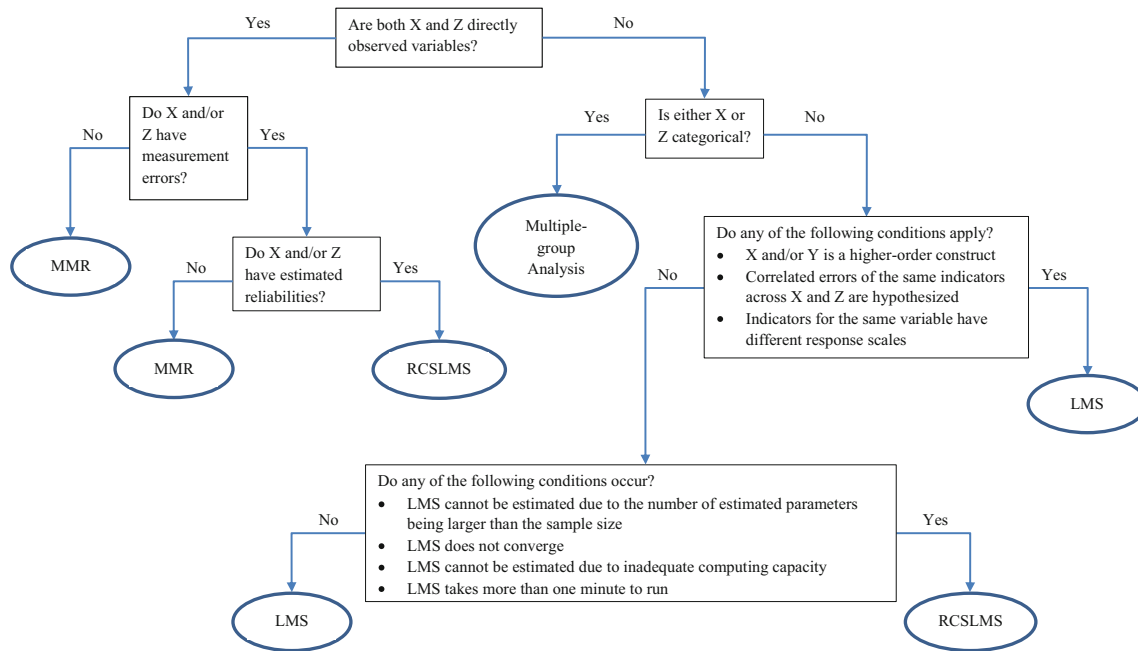 Yes
Are both X and Z directly
observed variables?
No
Do X and/or
Z have
measurement
errors?
No
Yes
Is either X or
Z categorical?
Yes
No
MMR
Do X and/or Z
have estimated
reliabilities?
No
Yes
Multiple-
group
Analysis
Do any of the following conditions apply?
• X and/or Y is a higher-order construct
• Correlated errors of the same indicators
across X and Z are hypothesized
• Indicators for the same variable have
different response scales
No
Yes
MMR
RCSLMS
LMS
Do any of the following conditions occur?
• LMS cannot be estimated due to the number of estimated parameters
being larger than the sample size
• LMS does not converge
• LMS cannot be estimated due to inadequate computing capacity
• LMS takes more than one minute to run
No
Yes
LMS
RCSLMS